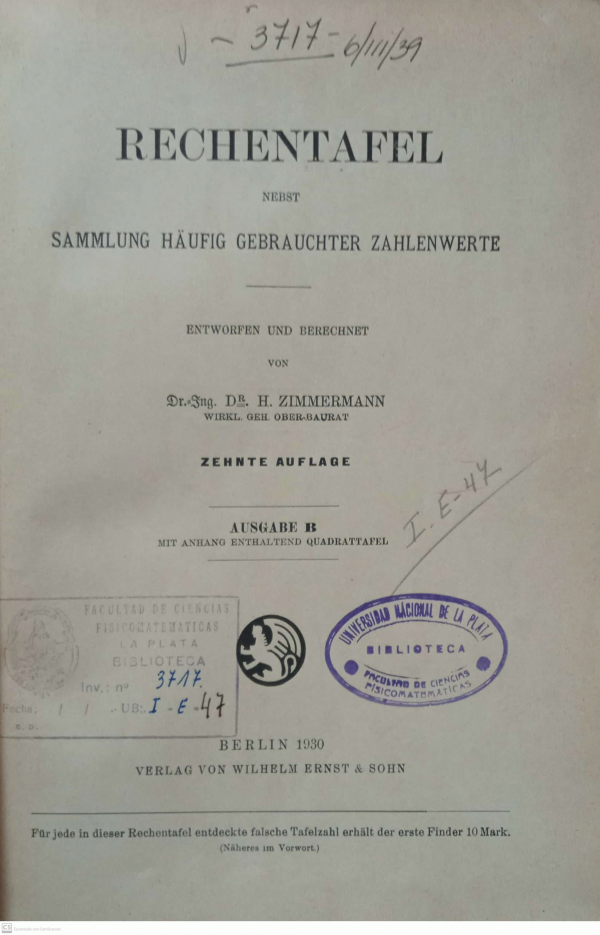 3717 - 6/III/39
RECHENTAFEL
NEBST
SAMMLUNG HÄUFIG GEBRAUCHTER ZAHLENWERTE
ENTWORFEN UND BERECHNET
VON
Dr.=Ing. DR. H. ZIMMERMANN
WIRKL. GEH. OBER-BAURAT
ZEHNTE AUFLAGE
I. E-47
AUSGABE B
MIT ANHANG ENTHALTEND QUADRATTAFEL
FACULTAD DE CIENCIAS
FISICOMATEMATICAS
LA PLATA
BIBLIOTECA
Inv.: nº 3717.
Fecha: / / - UB: I - E - 47
UNIVERSIDAD NACIONAL DE LA PLATA
BIBLIOTECA
FACULTAD DE CIENCIAS
FISICOMATEMATICAS
BERLIN 1930
VERLAG VON WILHELM ERNST & SOHN
Für jede in dieser Rechentafel entdeckte falsche Tafelzahl erhält der erste Finder 10 Mark.
(Näheres im Vorwort.)
CS